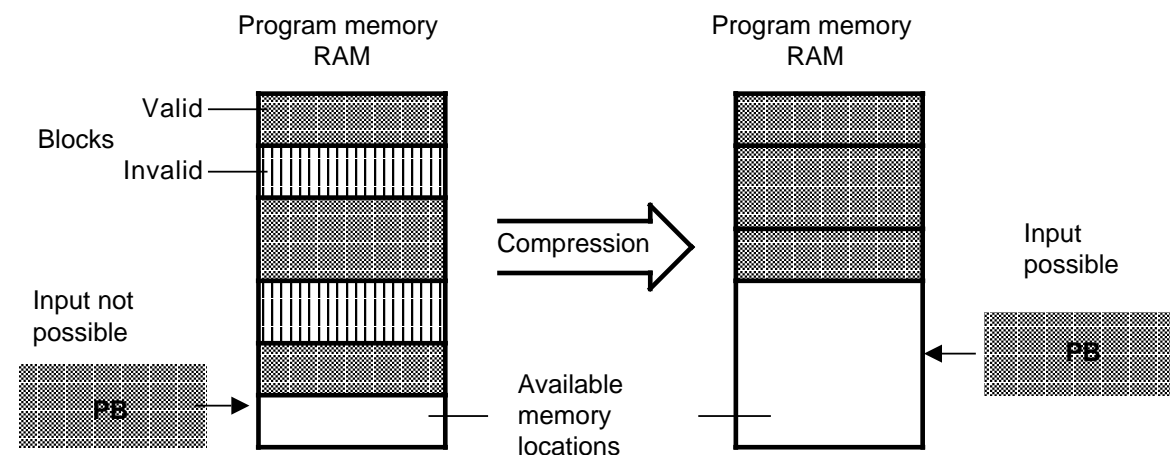 Program memory
RAM
Program memory
RAM
Valid
Blocks
Invalid
Compression
Input
possible
Input not
possible
PB
PB
Available
memory
locations